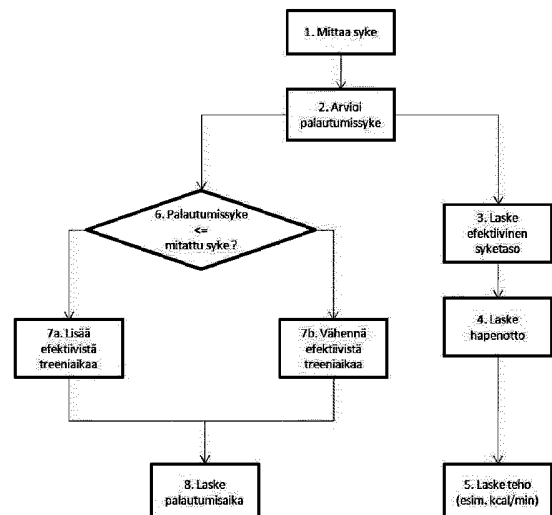 1. Mittaa syke
2. Arvioi
palautumissyke
6. Palautumissyke
<=
mitattu syke ?
3. Laske
efektiivinen
syketaso
7a. Lisää
efektiivistä
treeniaikaa
7b. Vähennä
efektiivistä
treeniaikaa
4. Laske
hapenotto
8. Laske
palautumisaika
5. Laske teho
(esim. kcal/min)